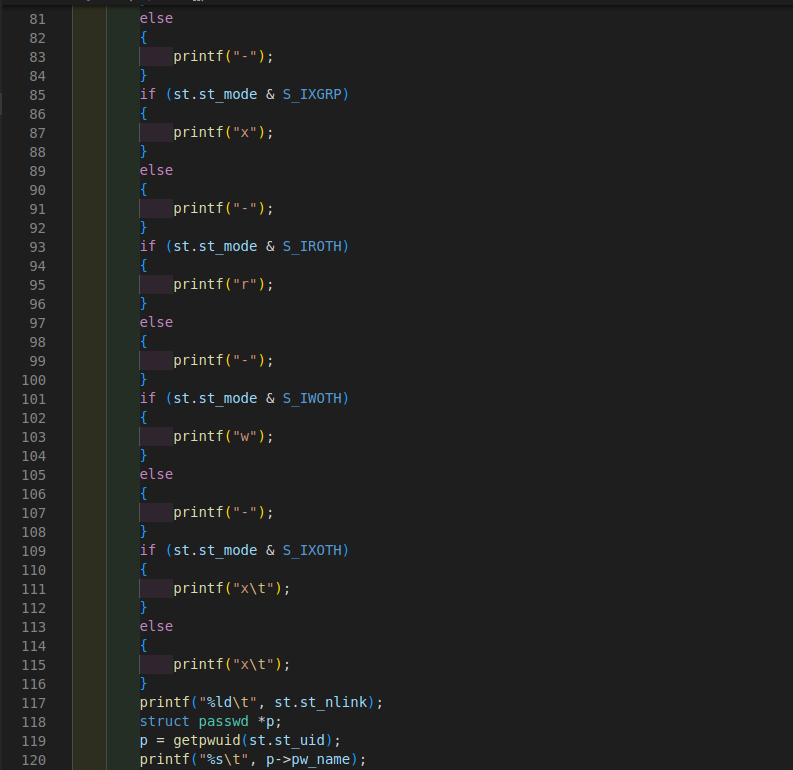 81 else
82 {
83 printf("-");
84 }
85 if (st.st_mode & S_IXGRP)
86 {
87 printf("x");
88 }
89 else
90 {
91 printf("-");
92 }
93 if (st.st_mode & S_IROTH)
94 {
95 printf("r");
96 }
97 else
98 {
99 printf("-");
100 }
101 if (st.st_mode & S_IWOTH)
102 {
103 printf("w");
104 }
105 else
106 {
107 printf("-");
108 }
109 if (st.st_mode & S_IXOTH)
110 {
111 printf("x\t");
112 }
113 else
114 {
115 printf("x\t");
116 }
117 printf("%ld\t", st.st_nlink);
118 struct passwd *p;
119 p = getpwuid(st.st_uid);
120 printf("%s\t", p->pw_name);